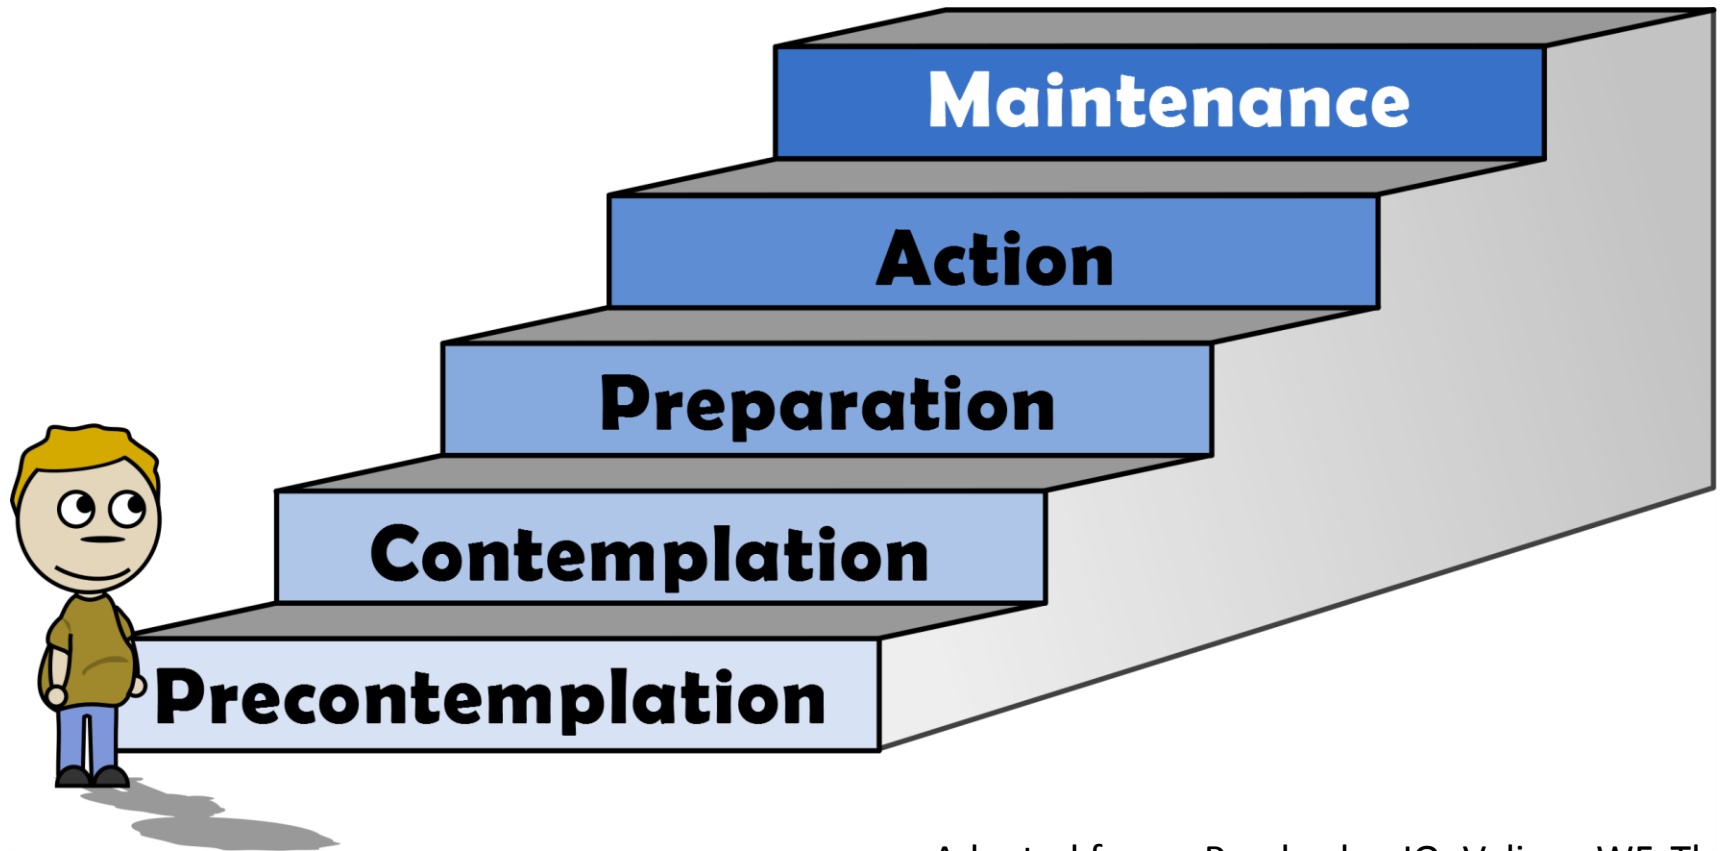 Maintenance
Action
Preparation
Contemplation
Precontemplation